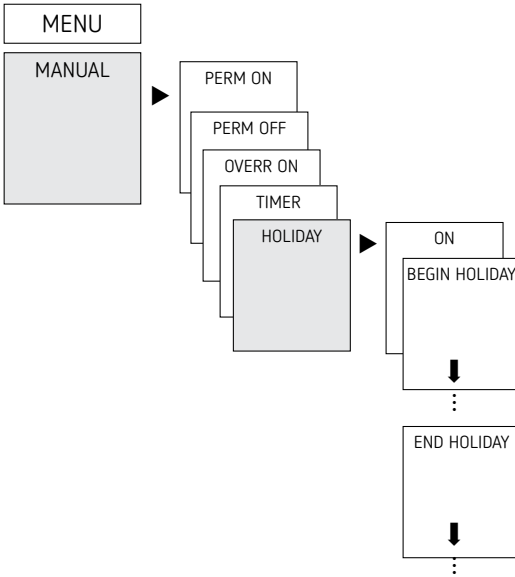 MENU
MANUAL
PERM ON
PERM OFF
OVERR ON
TIMER
HOLIDAY
ON
BEGIN HOLIDAY
END HOLIDAY